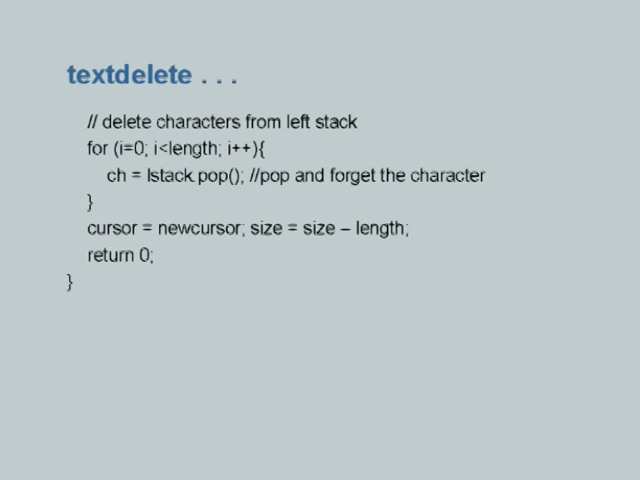 textdelete . . .
// delete characters from left stack
for (i=0; i<length; i++){
ch = lstack.pop(); //pop and forget the character
}
cursor = newcursor; size = size – length;
return 0;
}